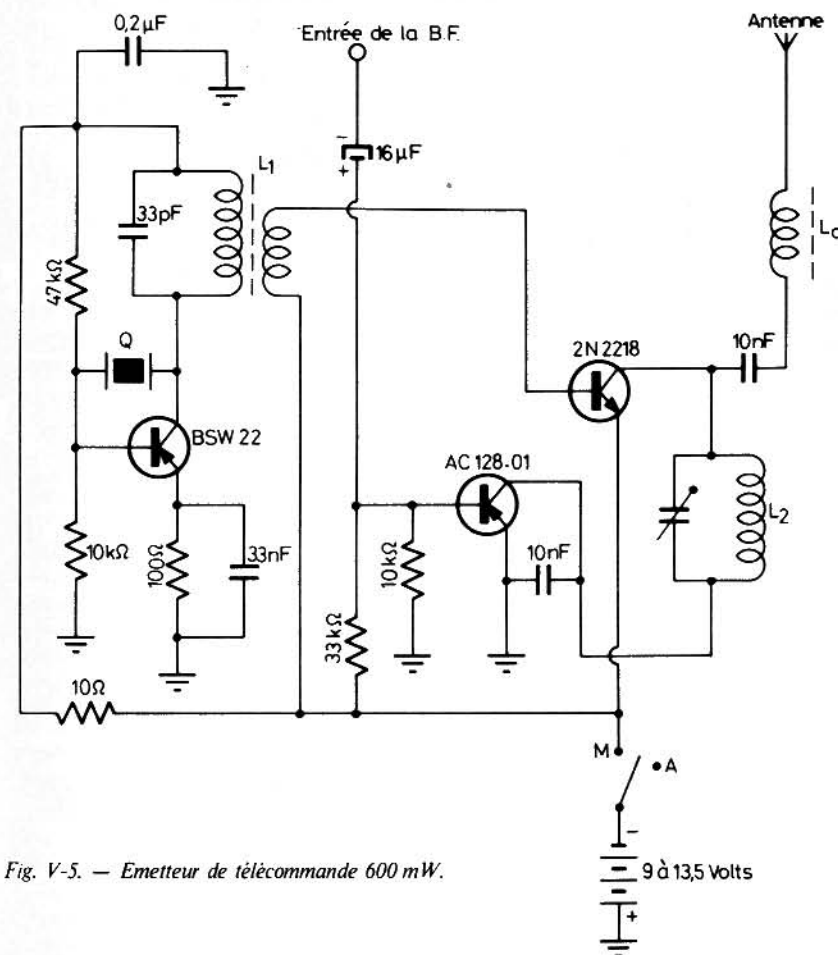 0,2µF
Entrée de la B.F.
Antenne
-
+
16µF
L1
33pF
47kΩ
Q
BSW 22
10kΩ
100Ω
33nF
10Ω
AC 128.01
10nF
10kΩ
33kΩ
2N 2218
10nF
L2
M
A
-
9 à 13,5 Volts
+
Fig. V-5. — Emetteur de télécommande 600 mW.